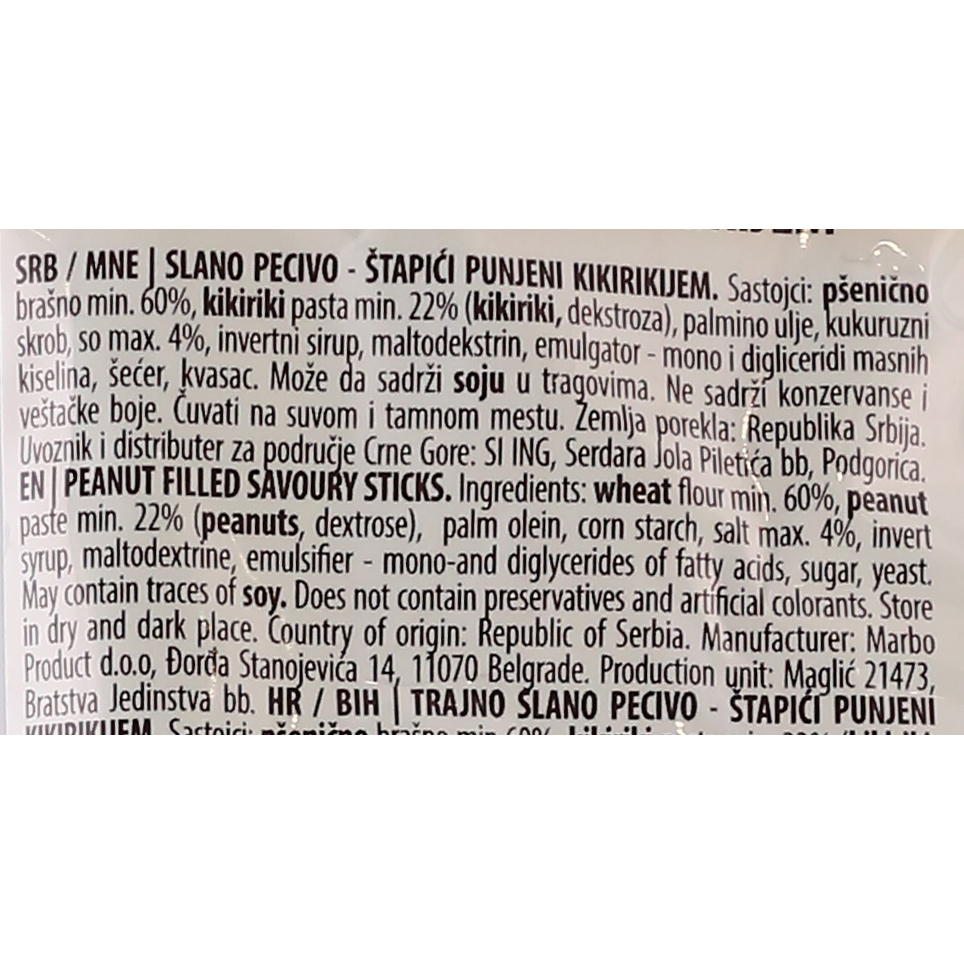 SRB / MNE | SLANO PECIVO - ŠTAPIĆI PUNJENI KIKIRIKIJEM. Sastojci: pšenično
brašno min. 60%, kikiriki pasta min. 22% (kikiriki, dekstroza), palmino ulje, kukuruzni
skrob, so max. 4%, invertni sirup, maltodekstrin, emulgator - mono i digliceridi masnih
kiselina, šećer, kvasac. Može da sadrži soju u tragovima. Ne sadrži konzervanse i
veštačke boje. Čuvati na suvom i tamnom mestu. Zemlja porekla: Republika Srbija.
Uvoznik i distributer za područje Crne Gore: SI ING, Serdara Jola Piletića bb, Podgorica.
EN | PEANUT FILLED SAVOURY STICKS. Ingredients: wheat flour min. 60%, peanut
paste min. 22% (peanuts, dextrose), palm olein, corn starch, salt max. 4%, invert
syrup, maltodextrine, emulsifier - mono-and diglycerides of fatty acids, sugar, yeast.
May contain traces of soy. Does not contain preservatives and artificial colorants. Store
in dry and dark place. Country of origin: Republic of Serbia. Manufacturer: Marbo
Product d.o.o, Đorđa Stanojevića 14, 11070 Belgrade. Production unit: Maglić 21473,
Bratstva Jedinstva bb. HR / BIH | TRAJNO SLANO PECIVO - ŠTAPIĆI PUNJENI
KIKIRIKIJEM. Sastojci: pšenično brašno min. 60%